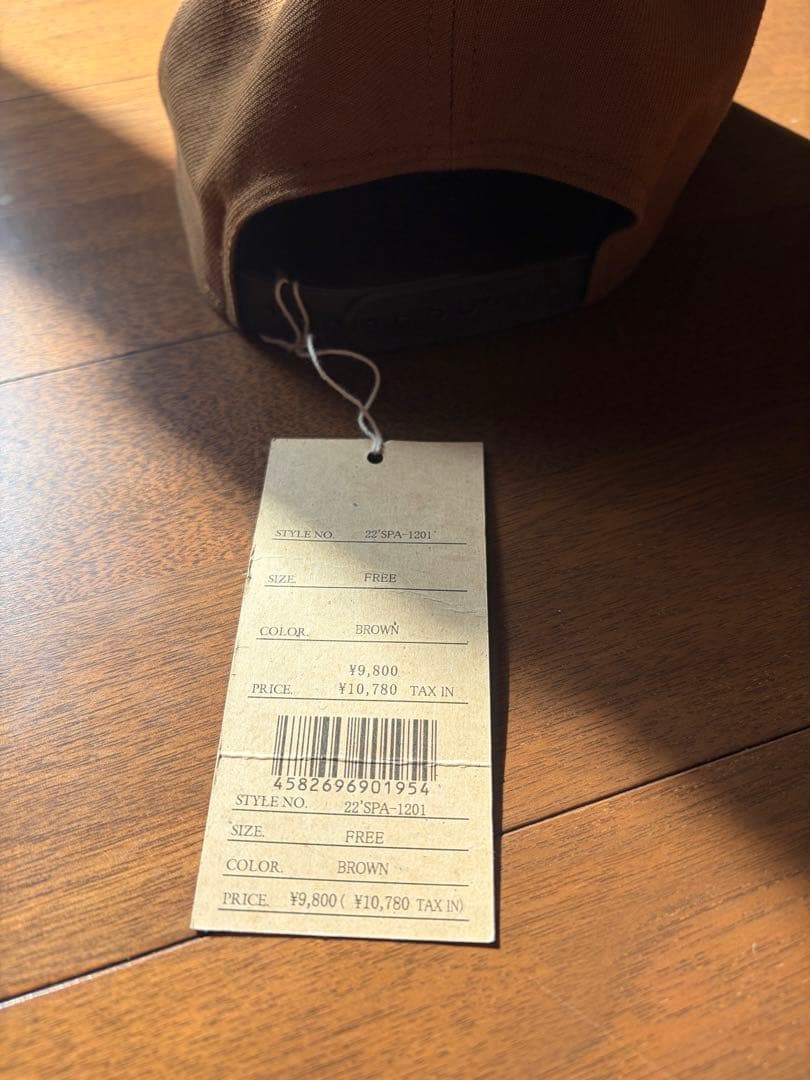 STYLE NO. 22'SPA-1201
SIZE. FREE
COLOR. BROWN
¥9,800
PRICE. ¥10,780 TAX IN
4582696901954
STYLE NO. 22'SPA-1201
SIZE. FREE
COLOR. BROWN
PRICE. ¥9,800 ( ¥10,780 TAX IN)